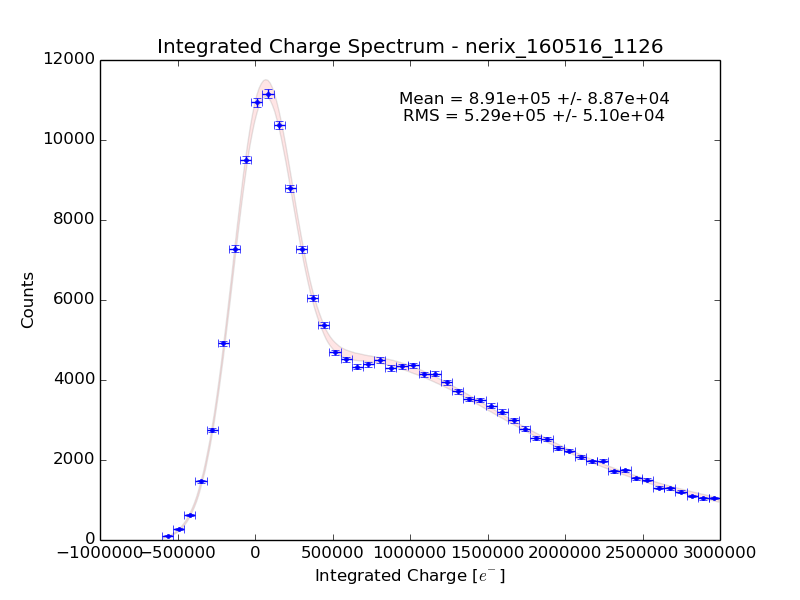 Integrated Charge Spectrum - nerix_160516_1126
12000
Mean = 8.91e+05 +/- 8.87e+04
RMS = 5.29e+05 +/- 5.10e+04
10000
8000
6000
Counts
4000
2000
0
−1000000 −500000 0 500000 1000000 1500000 2000000 2500000 3000000
Integrated Charge [e⁻]